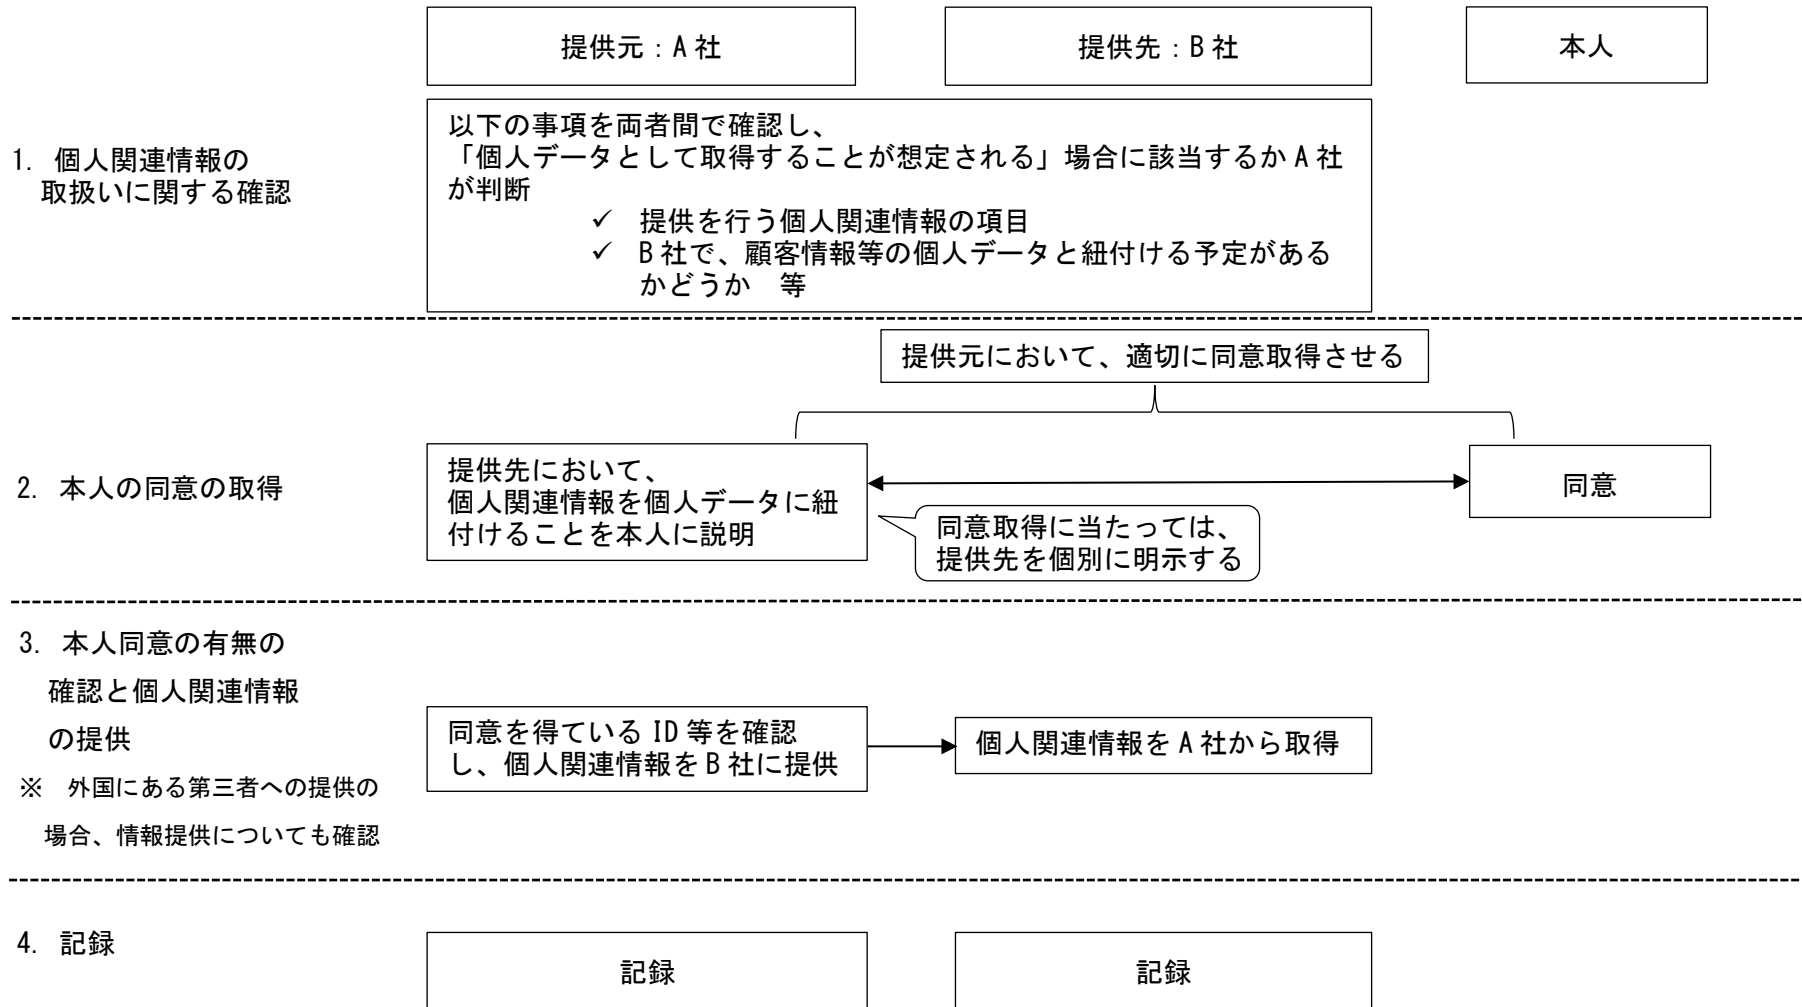 提供元：A 社
提供先：B 社
本人
1. 個人関連情報の
取扱いに関する確認
以下の事項を両者間で確認し、
「個人データとして取得することが想定される」場合に該当するか A 社
が判断
✓ 提供を行う個人関連情報の項目
✓ B 社で、顧客情報等の個人データと紐付ける予定がある
かどうか　等
提供元において、適切に同意取得させる
2. 本人の同意の取得
提供先において、
個人関連情報を個人データに紐
付けることを本人に説明
同意
同意取得に当たっては、
提供先を個別に明示する
3. 本人同意の有無の
確認と個人関連情報
の提供
※　外国にある第三者への提供の
場合、情報提供についても確認
同意を得ている ID 等を確認
し、個人関連情報を B 社に提供
個人関連情報を A 社から取得
4. 記録
記録
記録